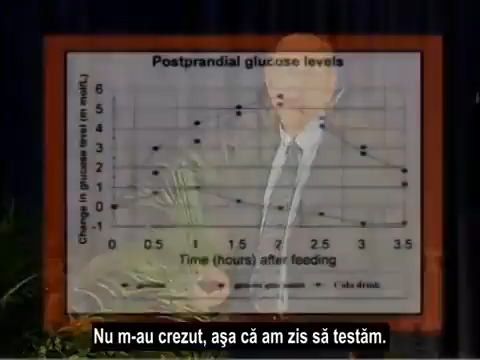 Postprandial glucose levels
Change in glucose level (m mol/L)
6
5
4
3
2
1
0
-1
0 0.5 1 1.5 2 2.5 3 3.5
Time (hours) after feeding
Cola drink
Nu m-au crezut, aşa că am zis să testăm.